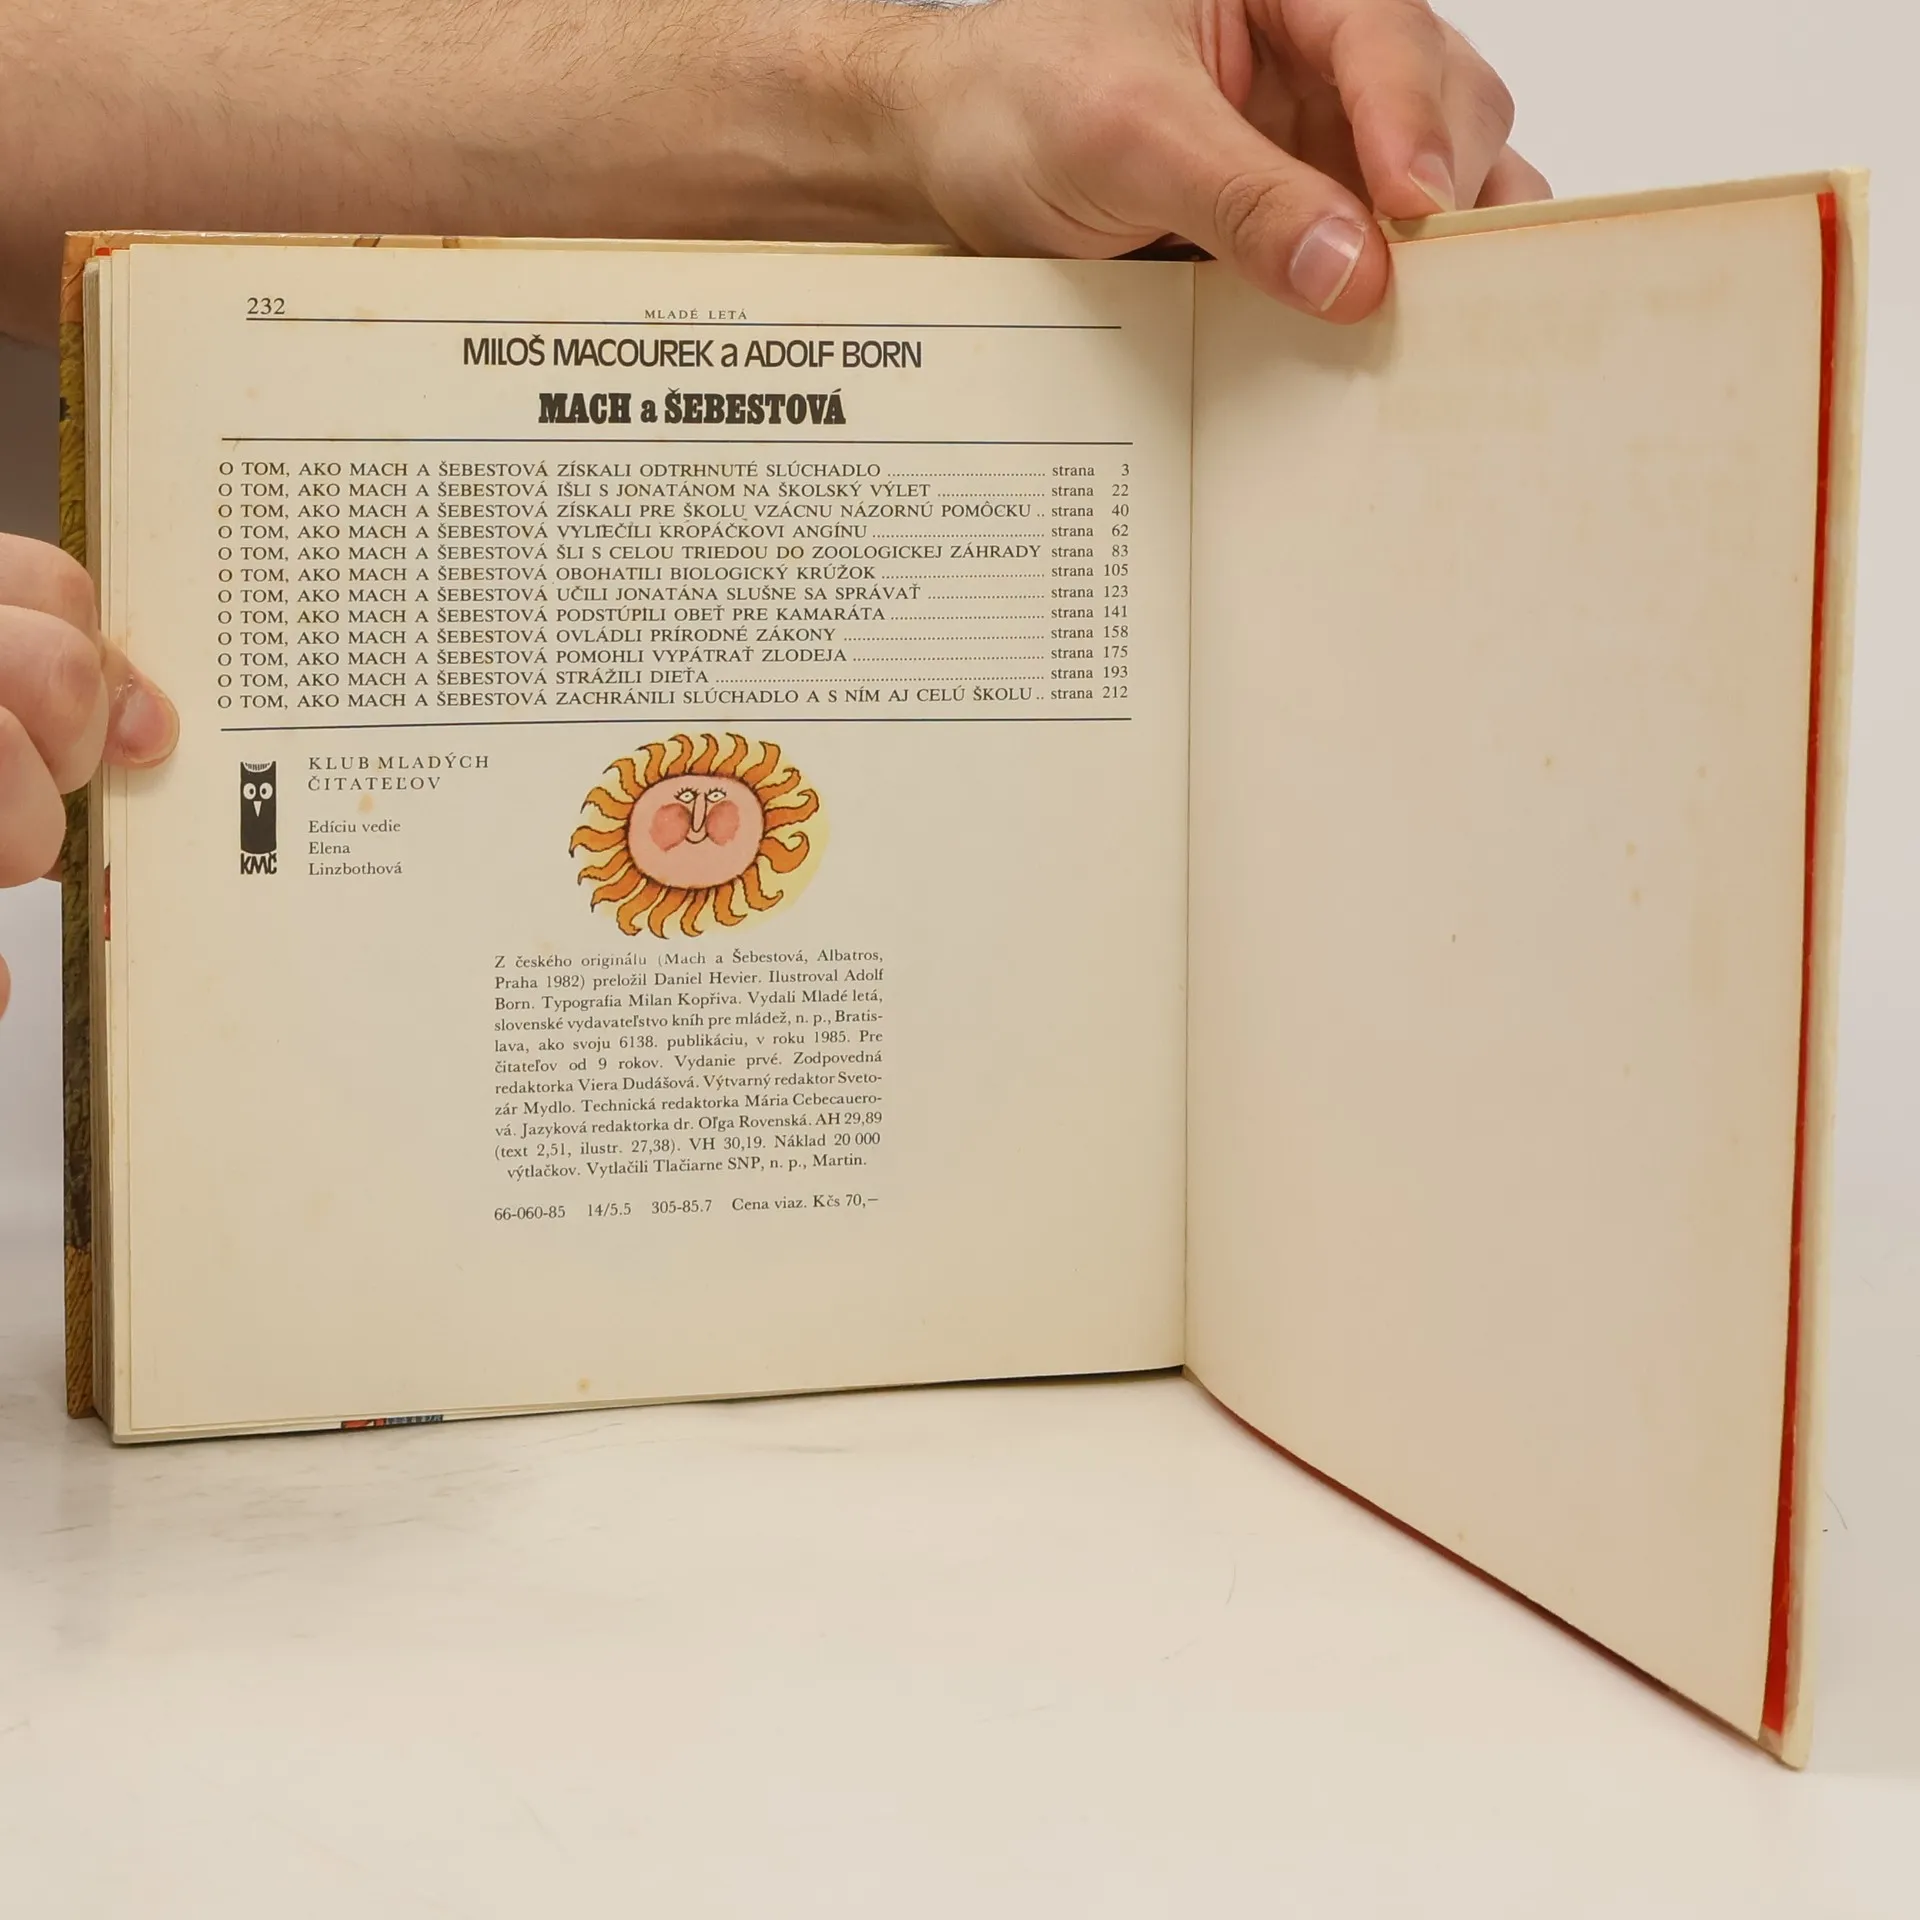 232
MLADÉ LETÁ
MILOŠ MACOUREK a ADOLF BORN
MACH a ŠEBESTOVÁ
O TOM, AKO MACH A ŠEBESTOVÁ ZÍSKALI ODTRHNUTÉ SLÚCHADLO ................................ strana 3
O TOM, AKO MACH A ŠEBESTOVÁ IŠLI S JONATÁNOM NA ŠKOLSKÝ VÝLET ...................... strana 22
O TOM, AKO MACH A ŠEBESTOVÁ ZÍSKALI PRE ŠKOLU VZÁCNU NÁZORNÚ POMÔCKU .. strana 40
O TOM, AKO MACH A ŠEBESTOVÁ VYLIEČILI KROPÁČKOVI ANGÍNU ................................... strana 62
O TOM, AKO MACH A ŠEBESTOVÁ ŠLI S CELOU TRIEDOU DO ZOOLOGICKEJ ZÁHRADY strana 83
O TOM, AKO MACH A ŠEBESTOVÁ OBOHATILI BIOLOGICKÝ KRÚŽOK ................................. strana 105
O TOM, AKO MACH A ŠEBESTOVÁ UČILI JONATÁNA SLUŠNE SA SPRÁVAŤ ........................ strana 123
O TOM, AKO MACH A ŠEBESTOVÁ PODSTÚPILI OBEŤ PRE KAMARÁTA ............................... strana 141
O TOM, AKO MACH A ŠEBESTOVÁ OVLÁDLI PRÍRODNÉ ZÁKONY ......................................... strana 158
O TOM, AKO MACH A ŠEBESTOVÁ POMOHLI VYPÁTRAŤ ZLODEJA ....................................... strana 175
O TOM, AKO MACH A ŠEBESTOVÁ STRÁŽILI DIEŤA .................................................................. strana 193
O TOM, AKO MACH A ŠEBESTOVÁ ZACHRÁNILI SLÚCHADLO A S NÍM AJ CELÚ ŠKOLU .. strana 212
KLUB MLADÝCH
ČITATEĽOV
Edíciu vedie
Elena
Linzbothová
KMČ
Z českého originálu (Mach a Šebestová, Albatros,
Praha 1982) preložil Daniel Hevier. Ilustroval Adolf
Born. Typografia Milan Kopřiva. Vydali Mladé letá,
slovenské vydavateľstvo kníh pre mládež, n. p., Bratis-
lava, ako svoju 6138. publikáciu, v roku 1985. Pre
čitateľov od 9 rokov. Vydanie prvé. Zodpovedná
redaktorka Viera Dudášová. Výtvarný redaktor Sveto-
zár Mydlo. Technická redaktorka Mária Cebecauero-
vá. Jazyková redaktorka dr. Oľga Rovenská. AH 29,89
(text 2,51, ilustr. 27,38). VH 30,19. Náklad 20 000
výtlačkov. Vytlačili Tlačiarne SNP, n. p., Martin.
66-060-85 14/5.5 305-85.7 Cena viaz. Kčs 70,—